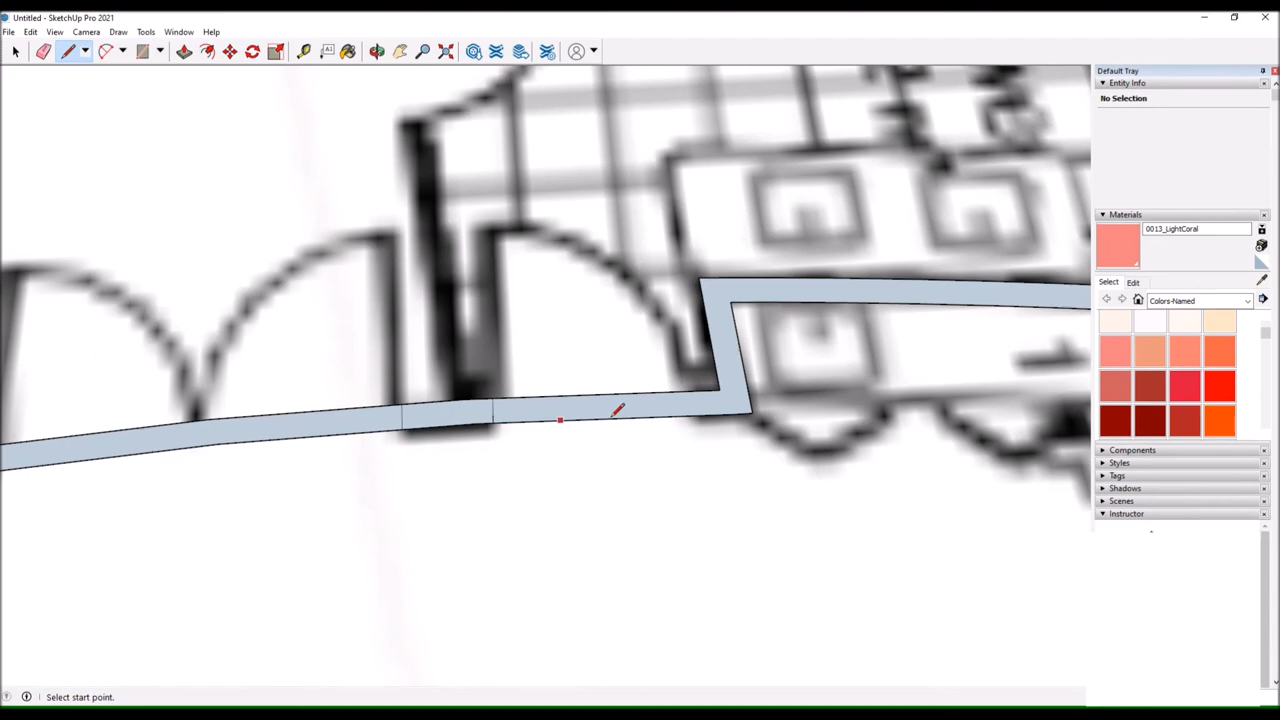 Untitled - SketchUp Pro 2021
File Edit View Camera Draw Tools Window Help
Default Tray
Entity Info
No Selection
Materials
0013_LightCoral
Select Edit
Colors-Named
Components
Styles
Tags
Shadows
Scenes
Instructor
Select start point.